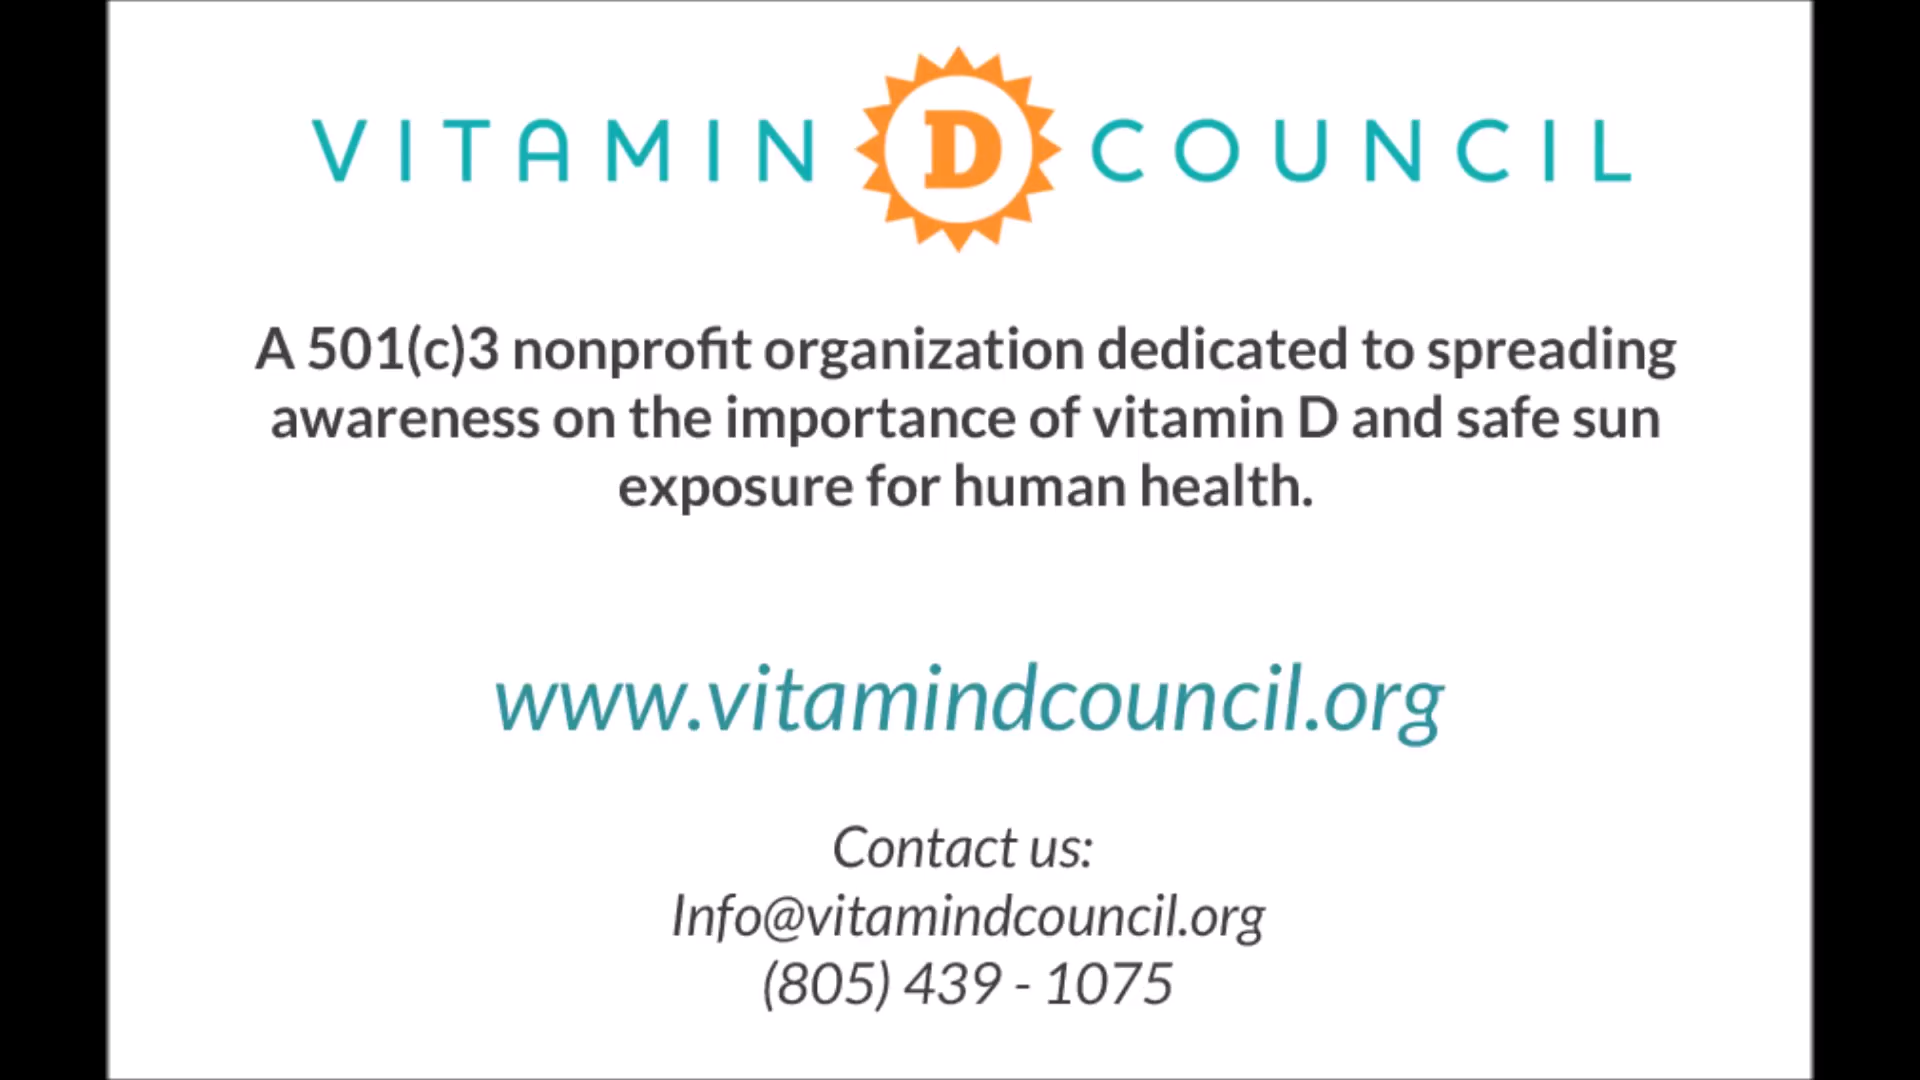 VITAMIN D COUNCIL
A 501(c)3 nonprofit organization dedicated to spreading
awareness on the importance of vitamin D and safe sun
exposure for human health.
www.vitamindcouncil.org
Contact us:
Info@vitamindcouncil.org
(805) 439 - 1075